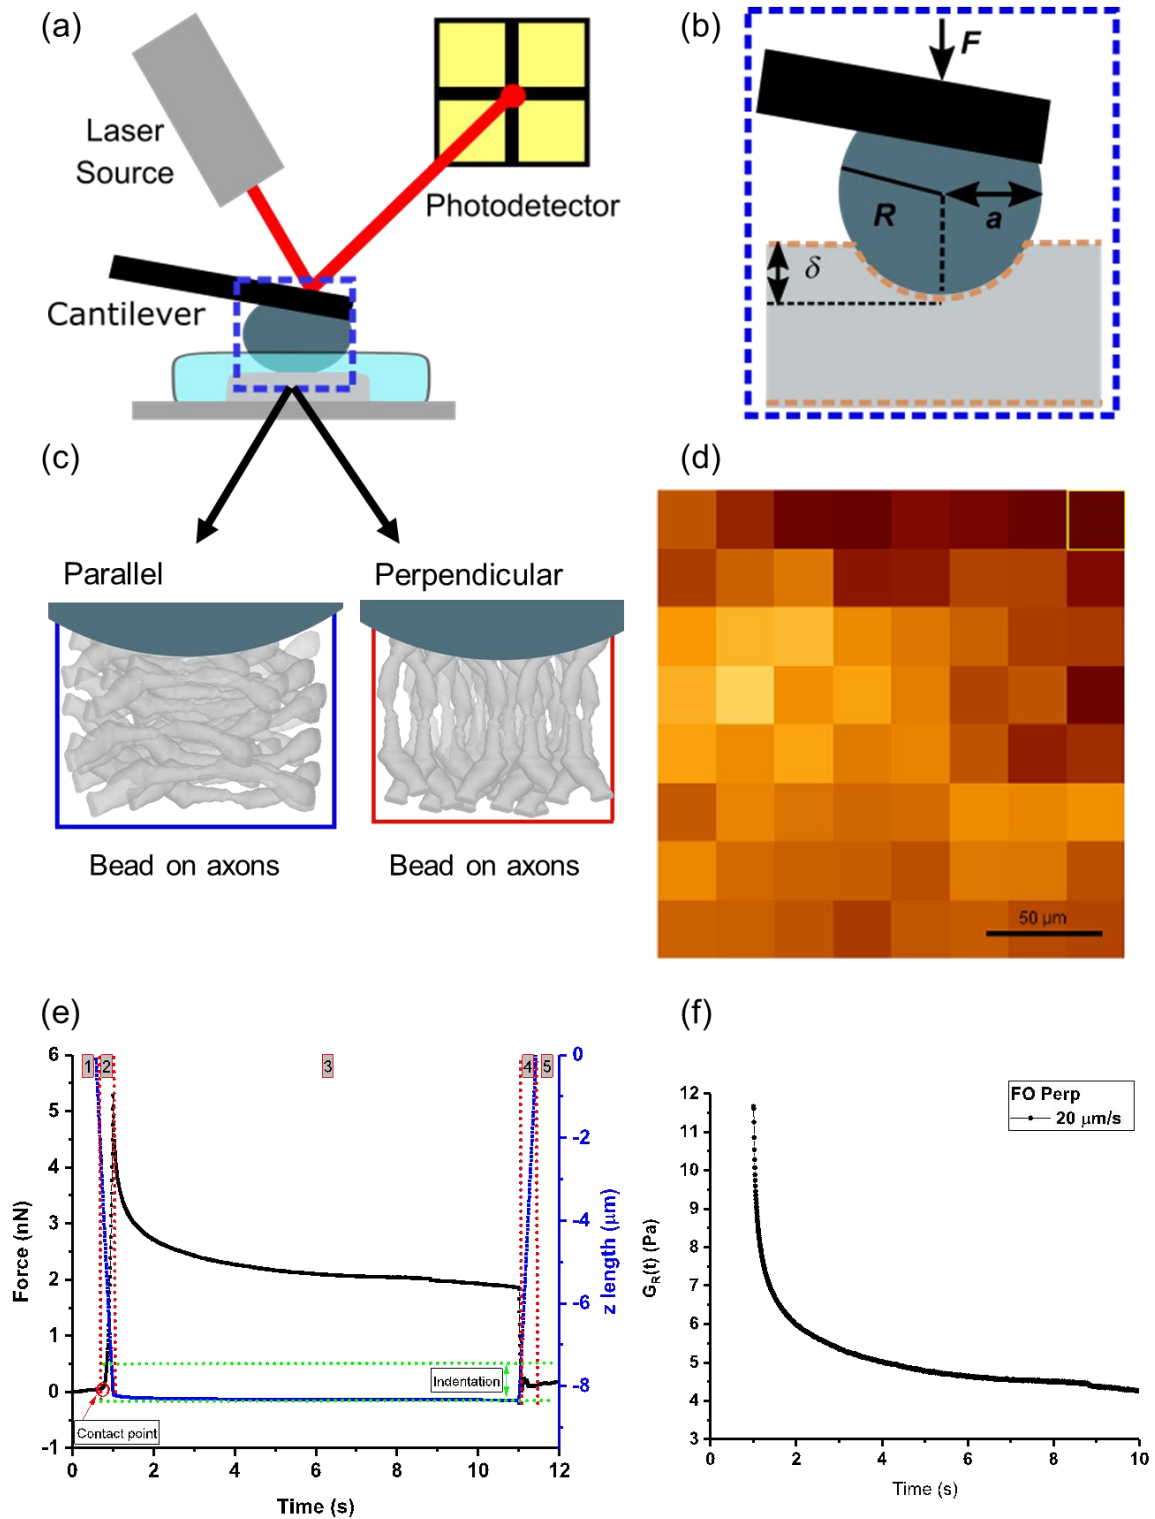 (a)
Laser
Source
Photodetector
Cantilever
(b)
F
R
a
δ
(c)
Parallel
Perpendicular
Bead on axons
Bead on axons
(d)
50 μm
(e)
1
2
3
4
5
6
5
4
3
2
1
0
-1
Force (nN)
0
-2
-4
-6
-8
z length (μm)
Indentation
Contact point
0 2 4 6 8 10 12
Time (s)
(f)
12
11
10
9
8
7
6
5
4
3
G_R(t) (Pa)
FO Perp
20 μm/s
0 2 4 6 8 10
Time (s)